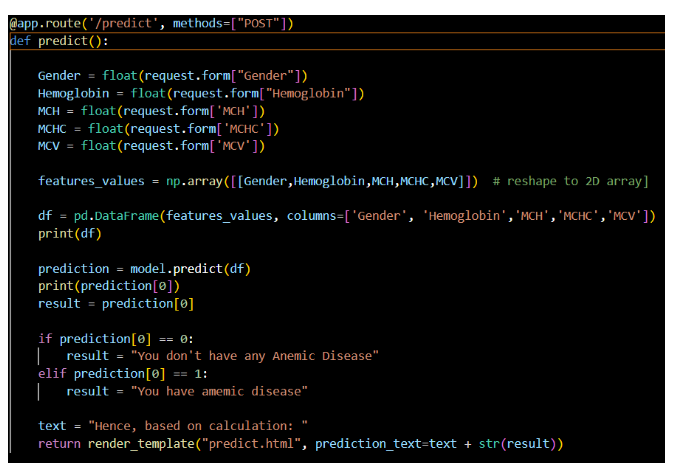 @app.route('/predict', methods=["POST"])
def predict():
Gender = float(request.form["Gender"])
Hemoglobin = float(request.form["Hemoglobin"])
MCH = float(request.form['MCH'])
MCHC = float(request.form['MCHC'])
MCV = float(request.form['MCV'])
features_values = np.array([[Gender,Hemoglobin,MCH,MCHC,MCV]])  # reshape to 2D array]
df = pd.DataFrame(features_values, columns=['Gender', 'Hemoglobin','MCH','MCHC','MCV'])
print(df)
prediction = model.predict(df)
print(prediction[0])
result = prediction[0]
if prediction[0] == 0:
result = "You don't have any Anemic Disease"
elif prediction[0] == 1:
result = "You have amemic disease"
text = "Hence, based on calculation: "
return render_template("predict.html", prediction_text=text + str(result))